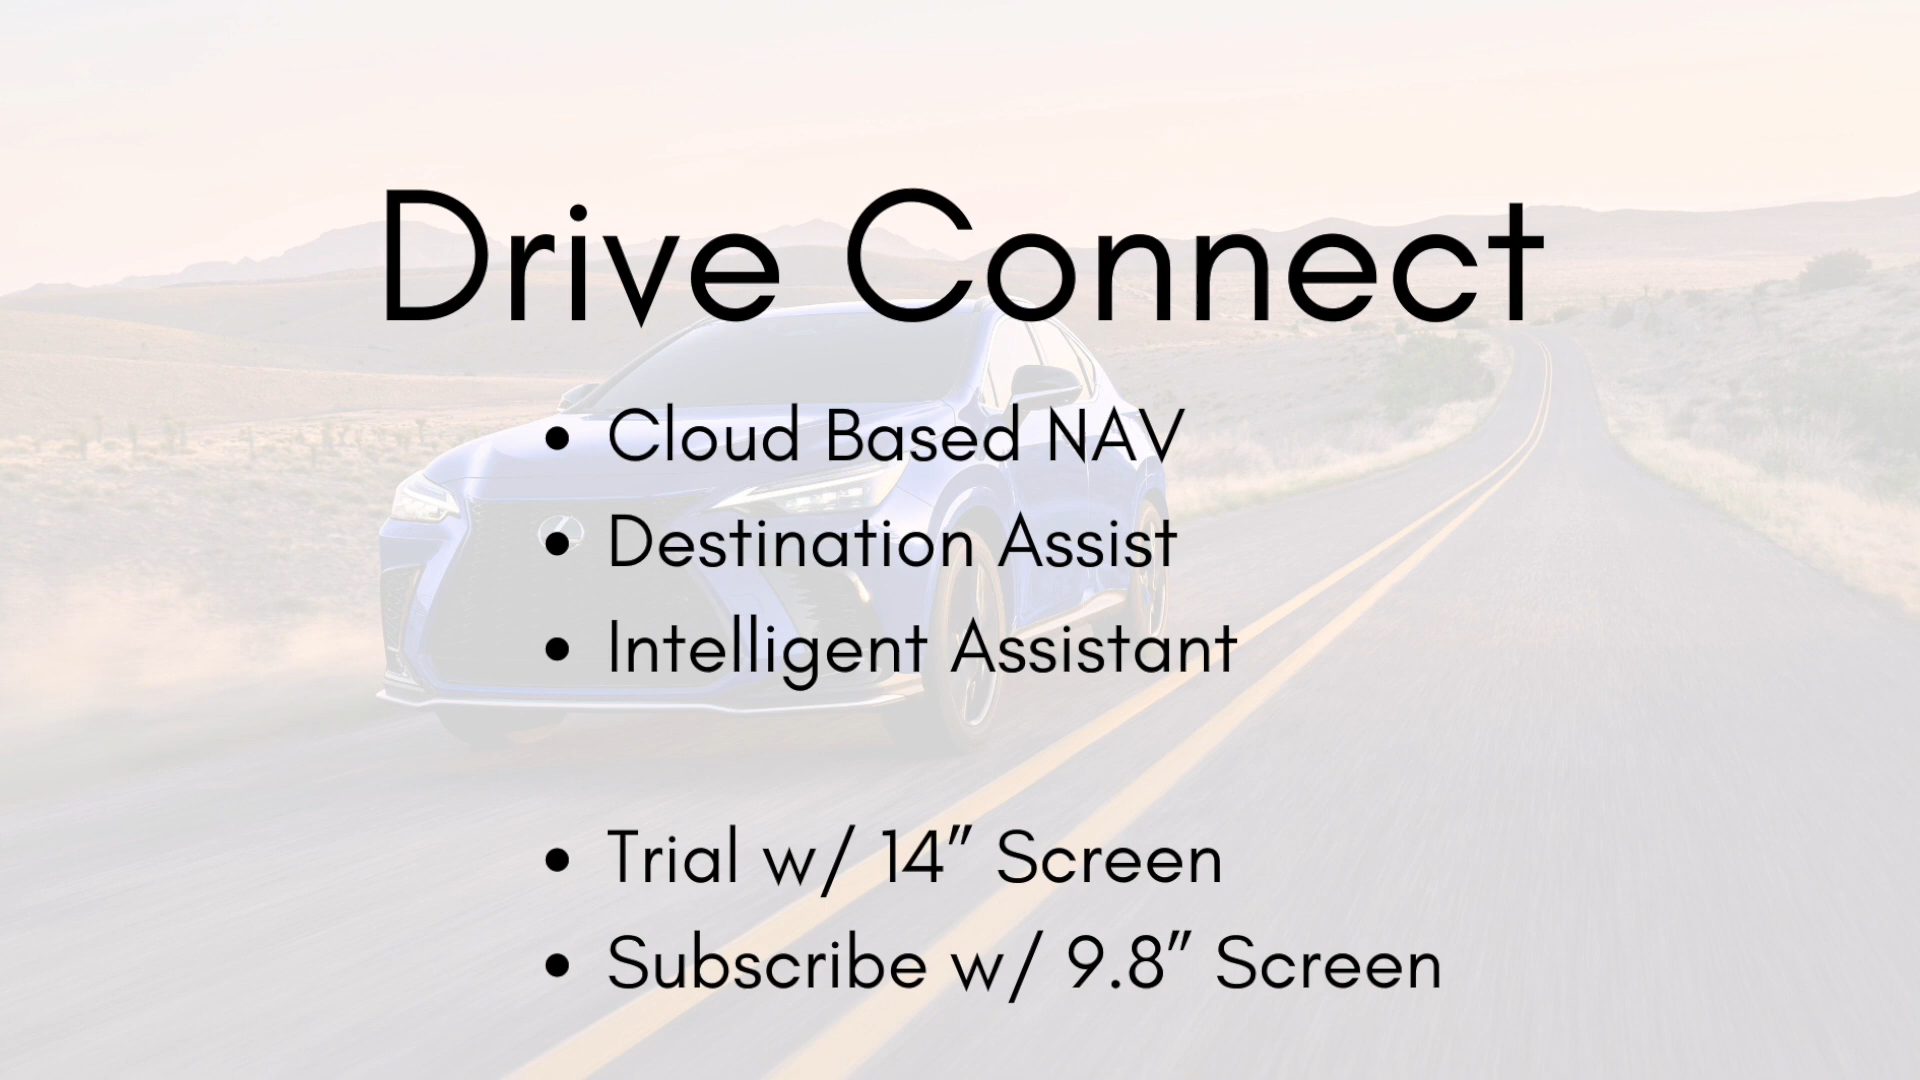 Drive Connect
• Cloud Based NAV
• Destination Assist
• Intelligent Assistant
• Trial w/ 14" Screen
• Subscribe w/ 9.8" Screen